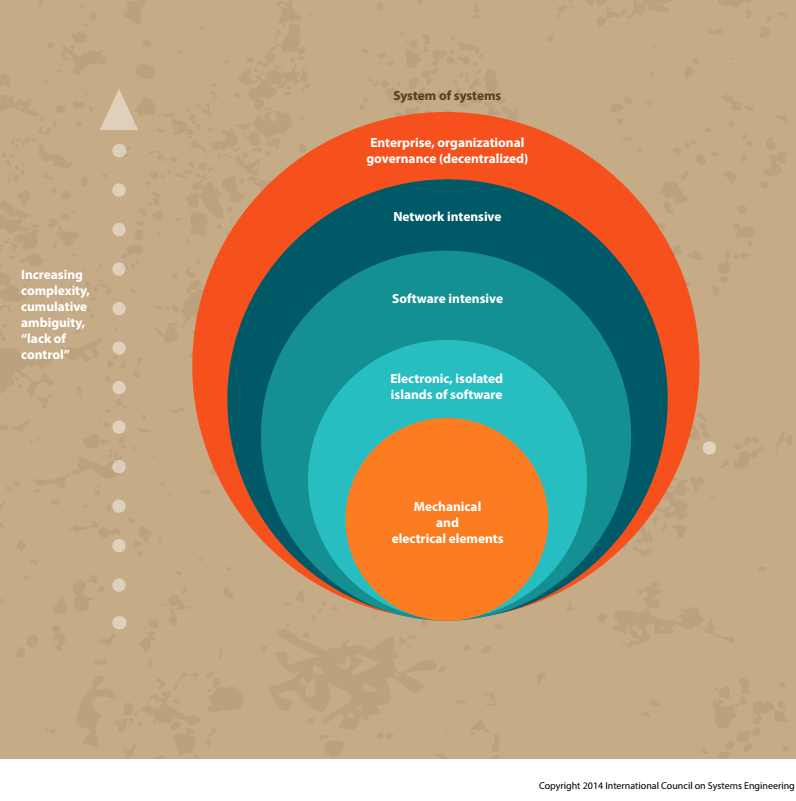 System of systems
Enterprise, organizational
governance (decentralized)
Network intensive
Software intensive
Electronic, isolated
islands of software
Mechanical
and
electrical elements
Increasing
complexity,
cumulative
ambiguity,
“lack of
control”
Copyright 2014 International Council on Systems Engineering